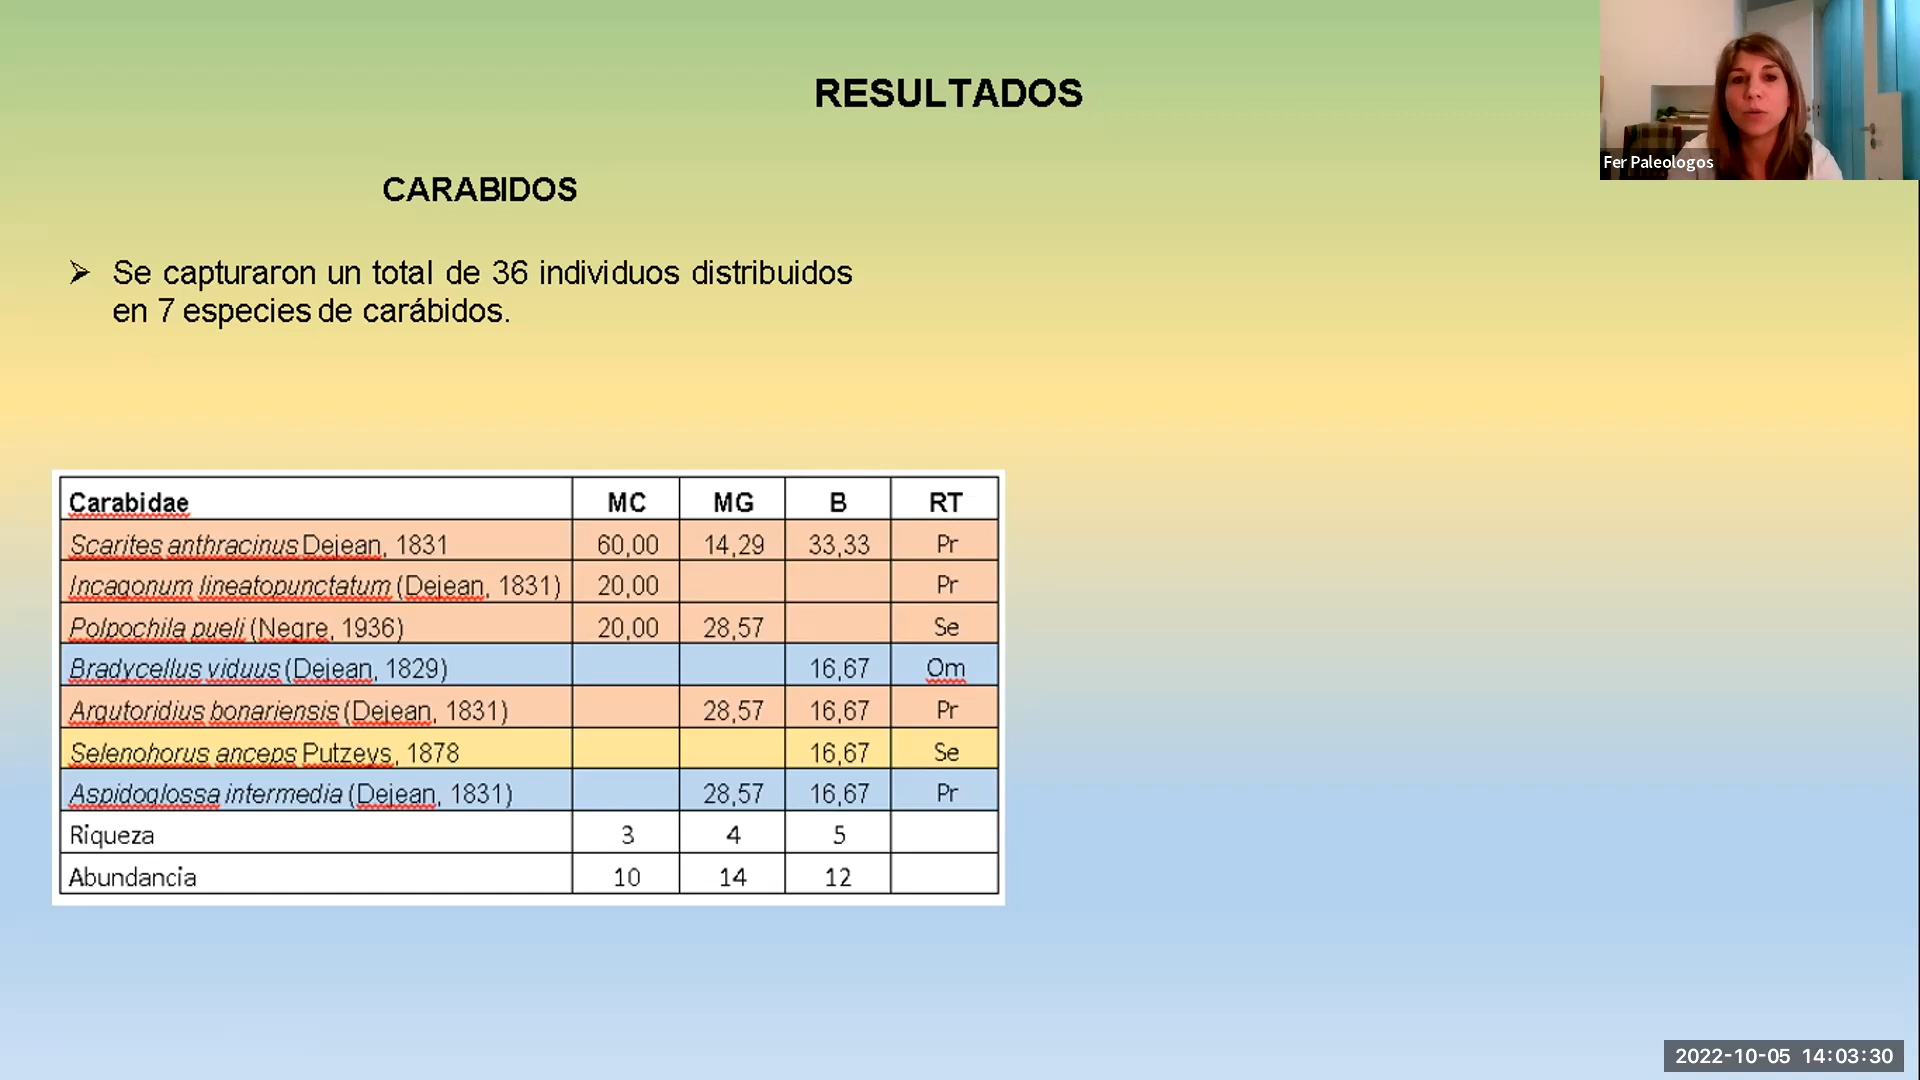 RESULTADOS
Fer Paleologos
CARABIDOS
➢ Se capturaron un total de 36 individuos distribuidos
en 7 especies de carábidos.
Carabidae MC MG B RT
Scarites anthracinus Dejean, 1831 60,00 14,29 33,33 Pr
Incagonum lineatopunctatum (Dejean, 1831) 20,00 Pr
Polpochila pueli (Negre, 1936) 20,00 28,57 Se
Bradycellus viduus (Dejean, 1829) 16,67 Om
Argutoridius bonariensis (Dejean, 1831) 28,57 16,67 Pr
Selenohorus anceps Putzeys, 1878 16,67 Se
Aspidoglossa intermedia (Dejean, 1831) 28,57 16,67 Pr
Riqueza 3 4 5
Abundancia 10 14 12
2022-10-05 14:03:30